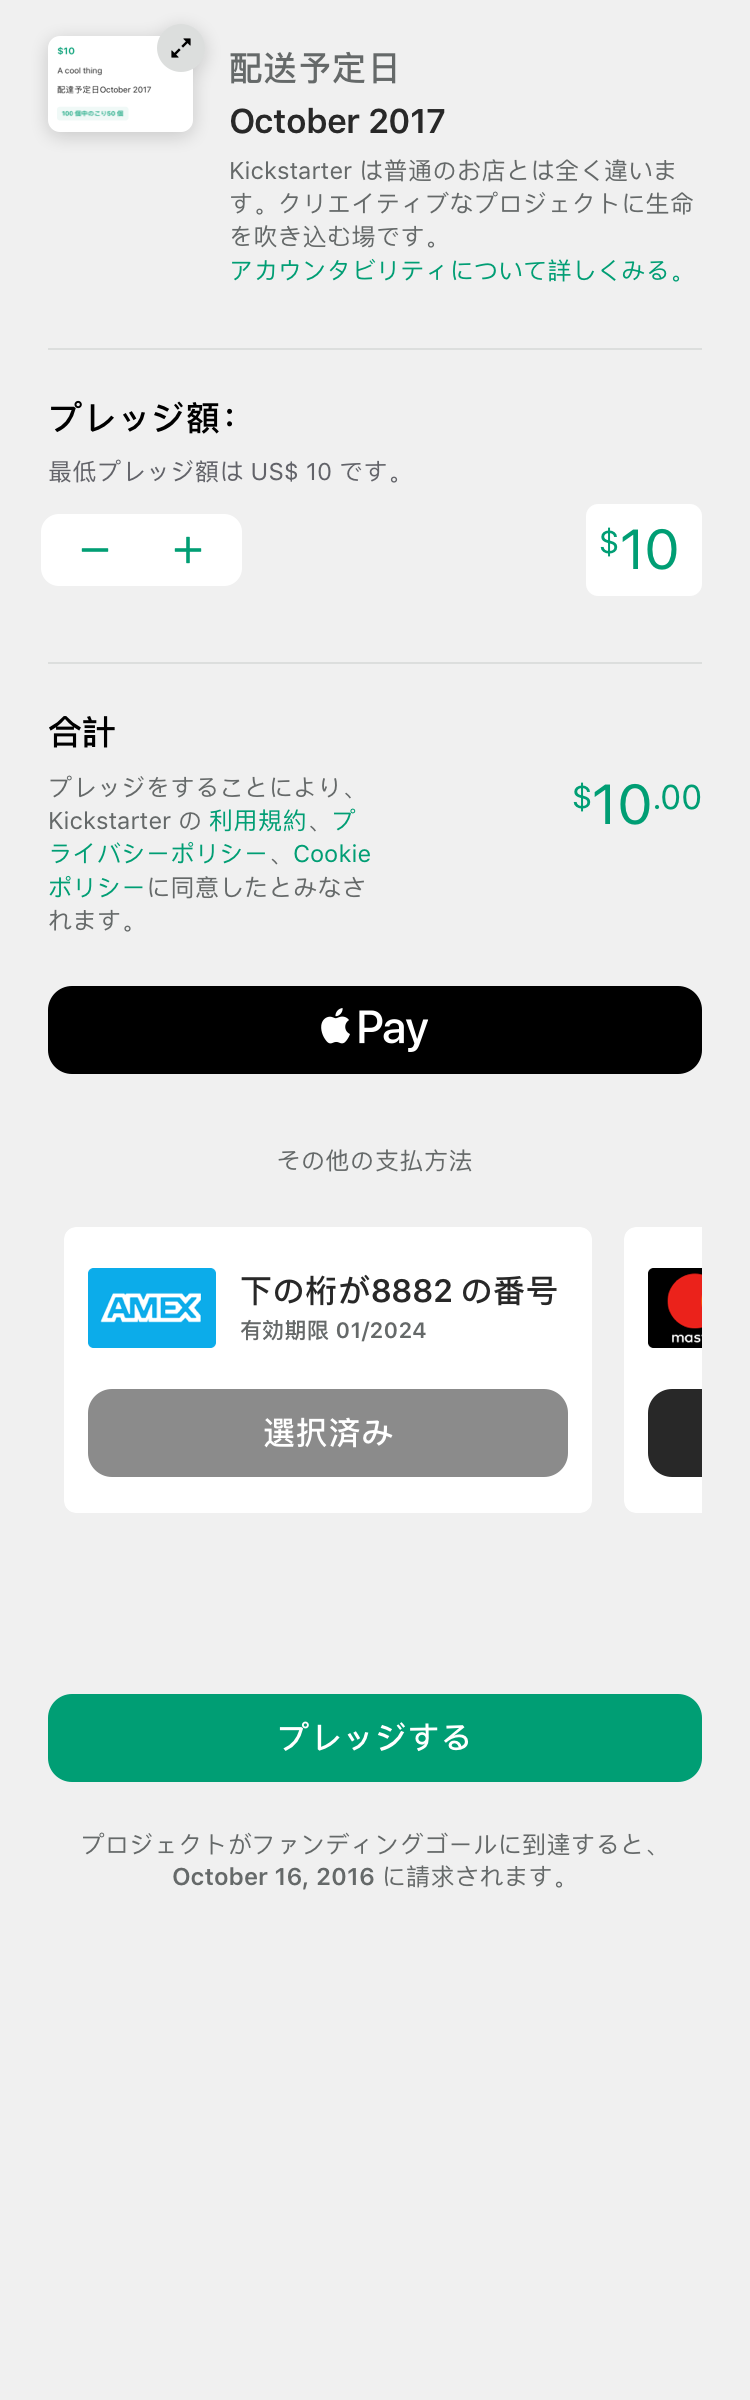 $10
A cool thing
配達予定日October 2017
100 個中のこり50 個
配送予定日
October 2017
Kickstarter は普通のお店とは全く違いま
す。クリエイティブなプロジェクトに生命
を吹き込む場です。
アカウンタビリティについて詳しくみる。
プレッジ額：
最低プレッジ額は US$ 10 です。
$10
合計
プレッジをすることにより、
Kickstarter の 利用規約、プ
ライバシーポリシー、Cookie
ポリシーに同意したとみなさ
れます。
$10.00
Pay
その他の支払方法
AMEX
下の桁が8882 の番号
有効期限 01/2024
選択済み
mas
プレッジする
プロジェクトがファンディングゴールに到達すると、
October 16, 2016 に請求されます。